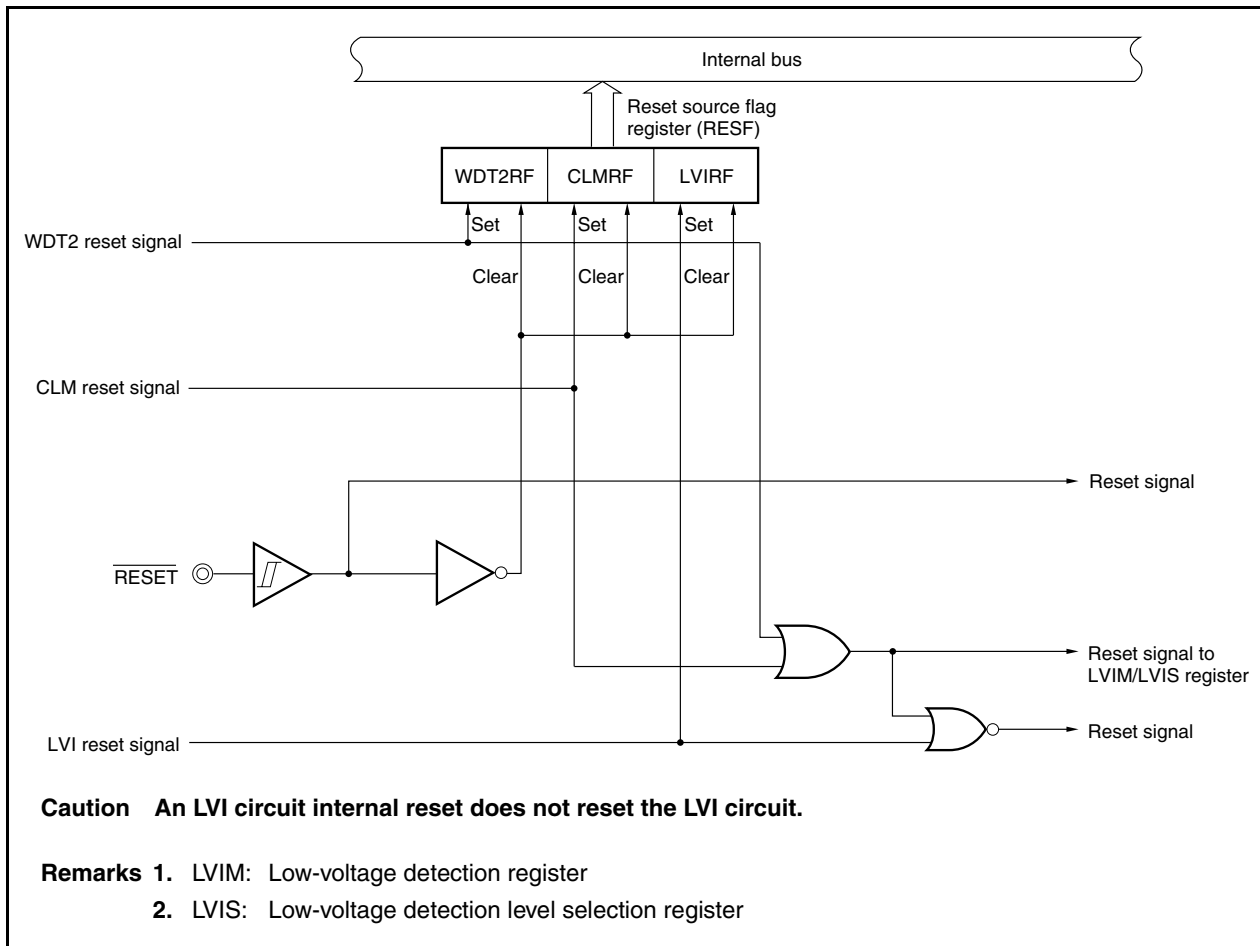 Internal bus
Reset source flag
register (RESF)
WDT2RF CLMRF LVIRF
Set Set Set
WDT2 reset signal
Clear Clear Clear
CLM reset signal
Reset signal
RESET
Reset signal to
LVIM/LVIS register
Reset signal
LVI reset signal
Caution An LVI circuit internal reset does not reset the LVI circuit.
Remarks 1. LVIM: Low-voltage detection register
2. LVIS: Low-voltage detection level selection register